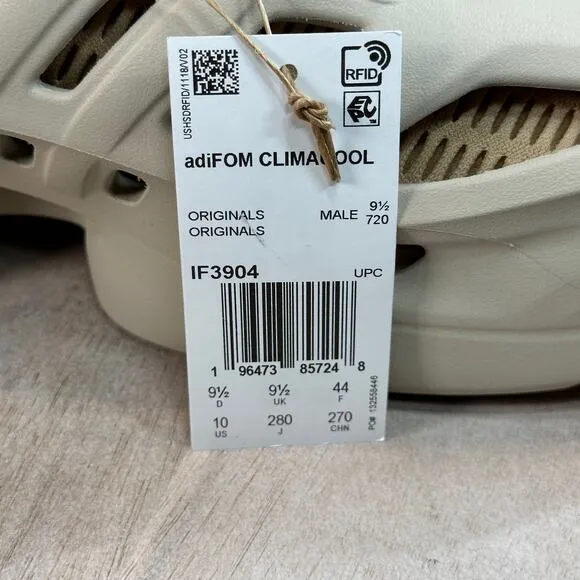 USHSDRFID/1118/V02
RFID
EPC™
adiFOM CLIMACOOL
ORIGINALS MALE 9½
ORIGINALS 720
IF3904 UPC
1 96473 85724 8
9½ 9½ 44
D UK F
10 280 270
US J CHN
PO# 132558446